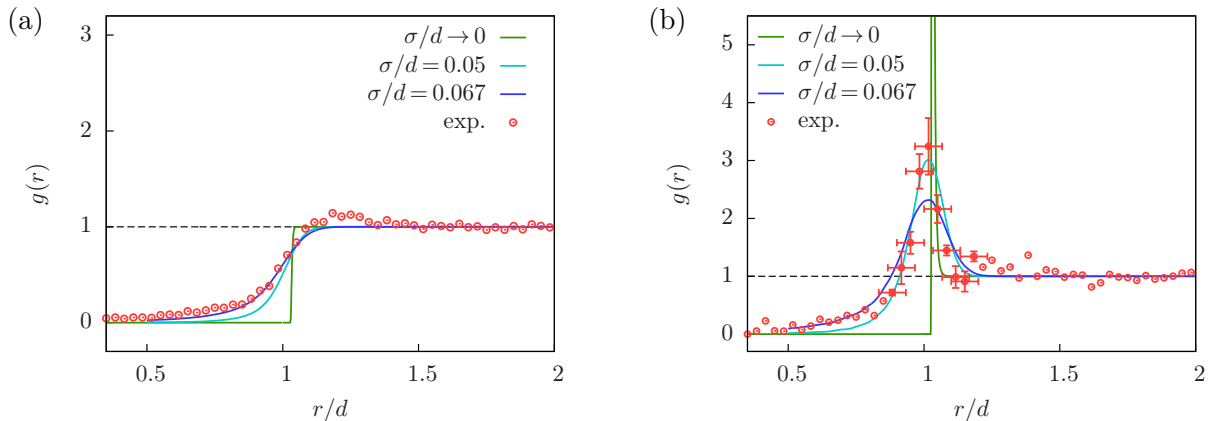 (a)
3
2
1
0
g(r)
0.5
1
1.5
2
r/d
σ/d → 0
σ/d = 0.05
σ/d = 0.067
exp.
(b)
5
4
3
2
1
0
g(r)
0.5
1
1.5
2
r/d
σ/d → 0
σ/d = 0.05
σ/d = 0.067
exp.